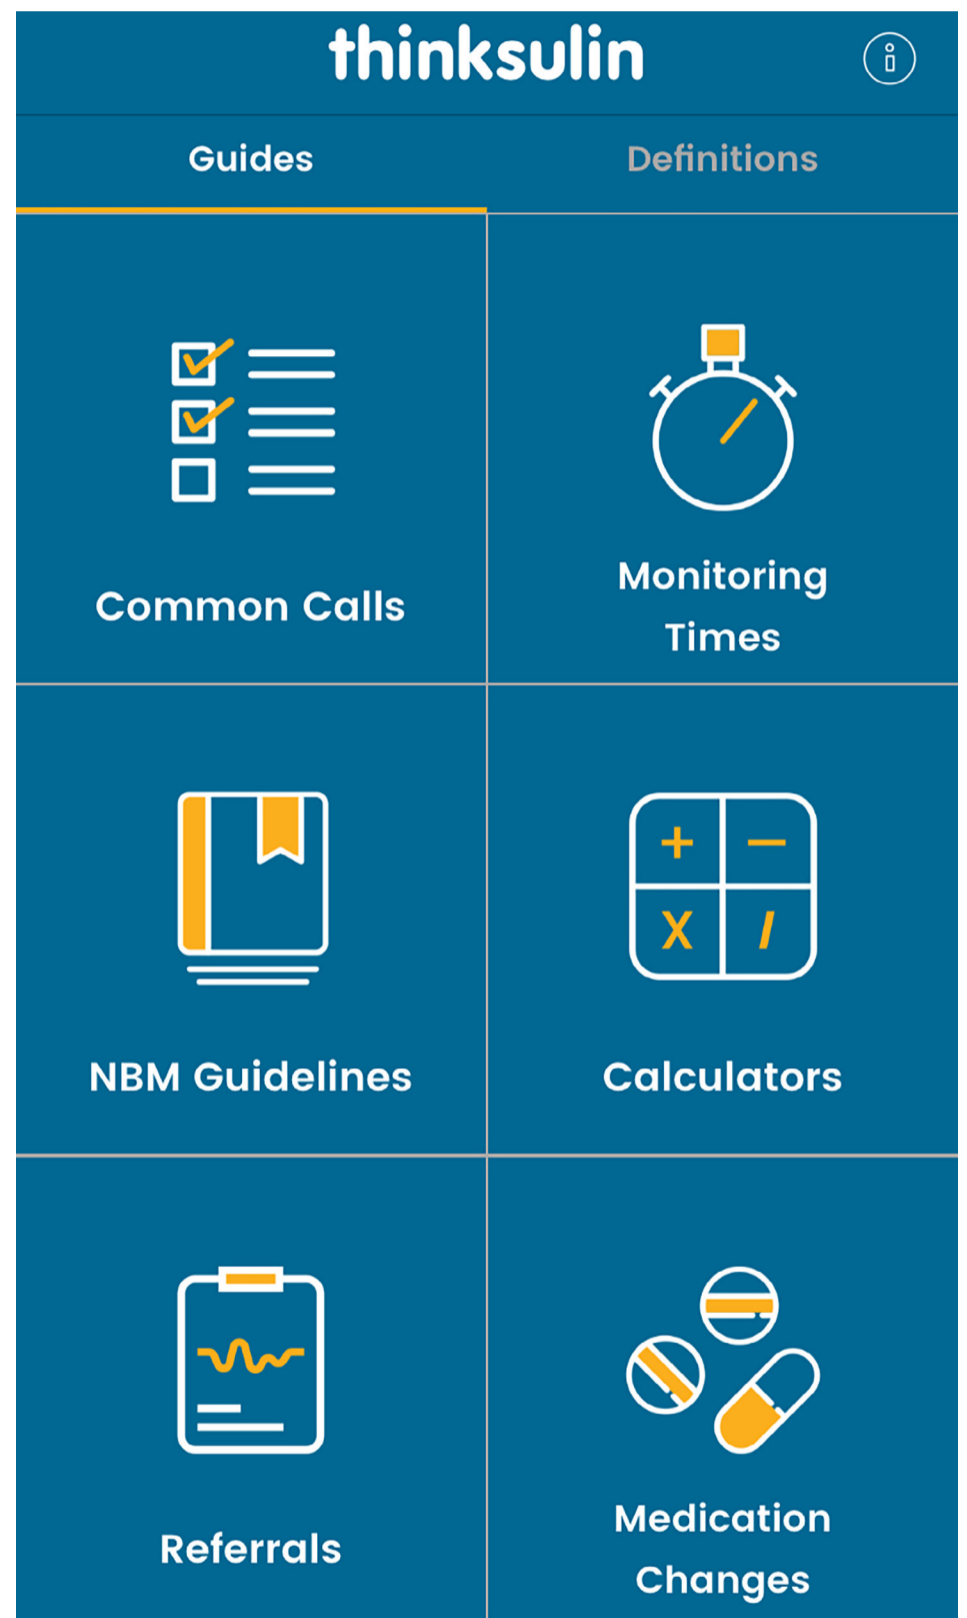 thinksulin
Guides
Definitions
Common Calls
Monitoring
Times
NBM Guidelines
+ −
x /
Calculators
Referrals
Medication
Changes